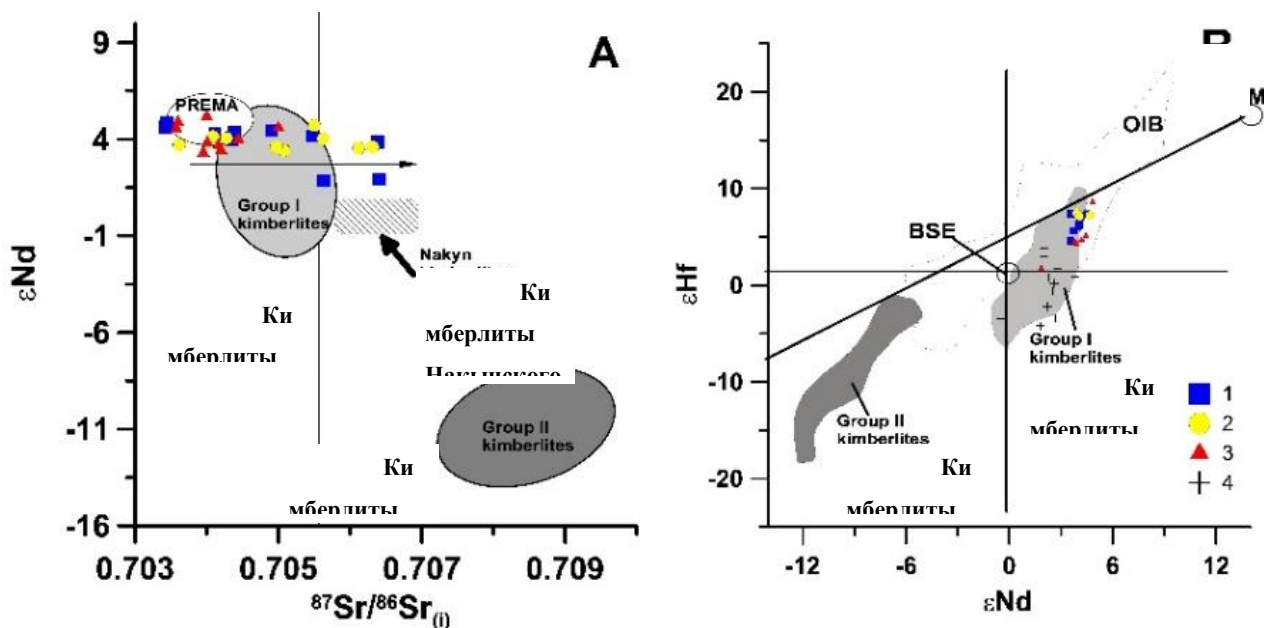 A
9
4
-1
-6
-11
-16
εNd
0.703
0.705
0.707
0.709
⁸⁷Sr/⁸⁶Sr₍ᵢ₎
PREMA
Group I
kimberlites
Nakyn
Ки
мберлиты
Ки
мберлиты
Накынского
Group II
kimberlites
Ки
мберлиты
20
10
0
-10
-20
εHf
-12
-6
0
6
12
εNd
M
OIB
BSE
Group I
kimberlites
Group II
kimberlites
Ки
мберлиты
Ки
мберлиты
1
2
3
4